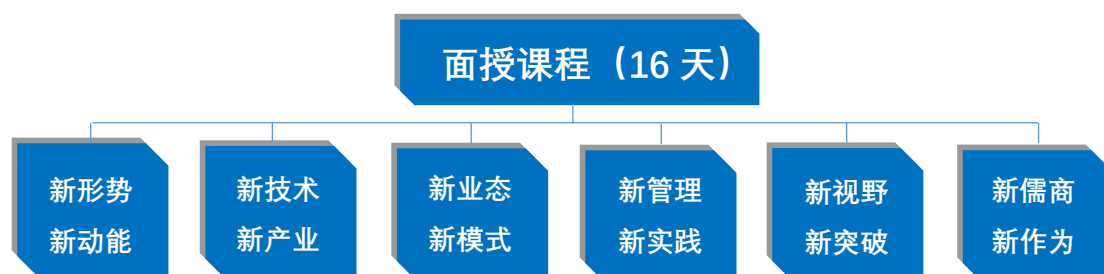 面授课程（16 天）
新形势
新动能
新技术
新产业
新业态
新模式
新管理
新实践
新视野
新突破
新儒商
新作为